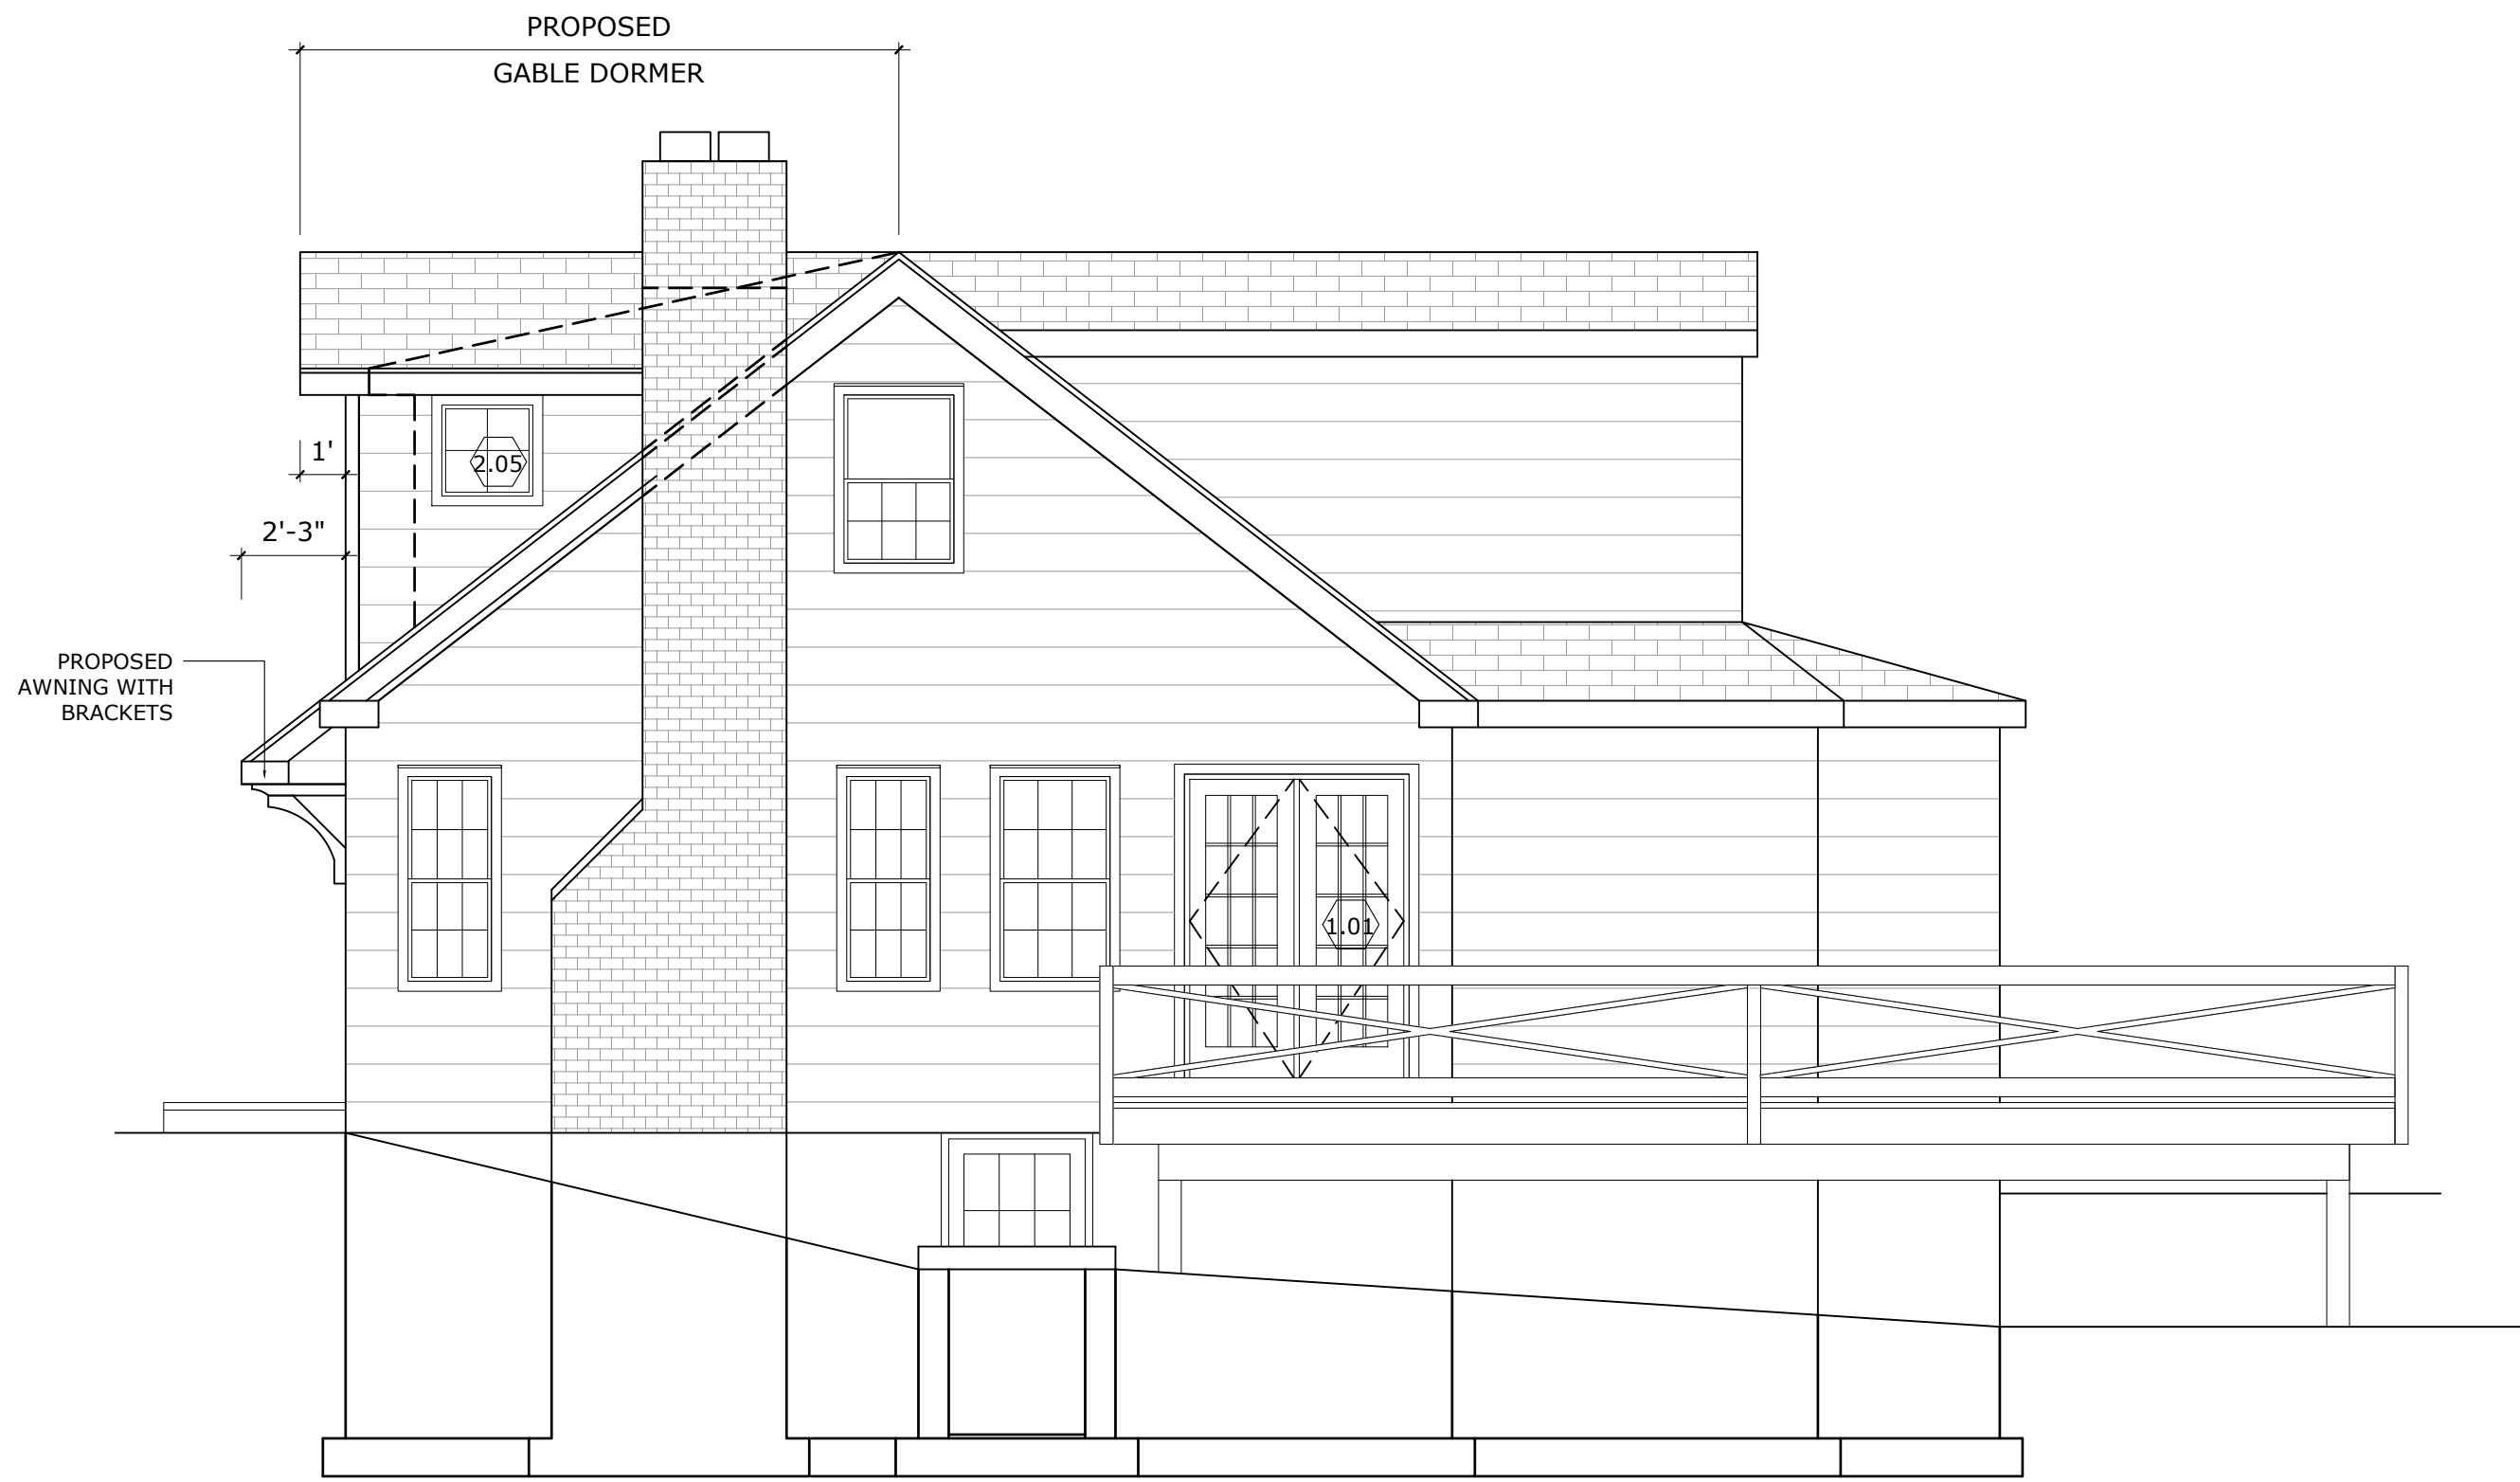 PROPOSED
GABLE DORMER
1'
2.05
2'-3"
PROPOSED
AWNING WITH
BRACKETS
1.01